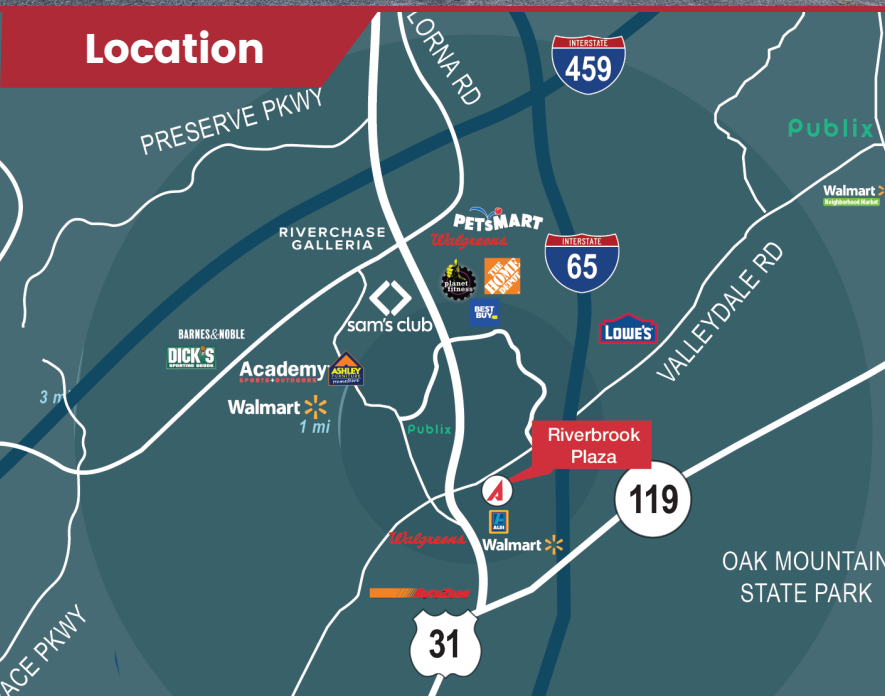 Location
LORNA RD
INTERSTATE
459
PRESERVE PKWY
Publix
Walmart
Neighborhood Market
RIVERCHASE
GALLERIA
PETSMART
Walgreens
INTERSTATE
65
planet
fitness
THE
HOME
DEPOT
BEST
BUY
sam's club
LOWE'S
VALLEYDALE RD
BARNES&NOBLE
DICK'S
SPORTING GOODS
Academy
SPORTS+OUTDOORS
ASHLEY
FURNITURE
HomeStore
3 mi
Walmart
1 mi
Publix
Riverbrook
Plaza
119
ALDI
Walgreens
Walmart
OAK MOUNTAIN
STATE PARK
AutoZone
31
ACE PKWY